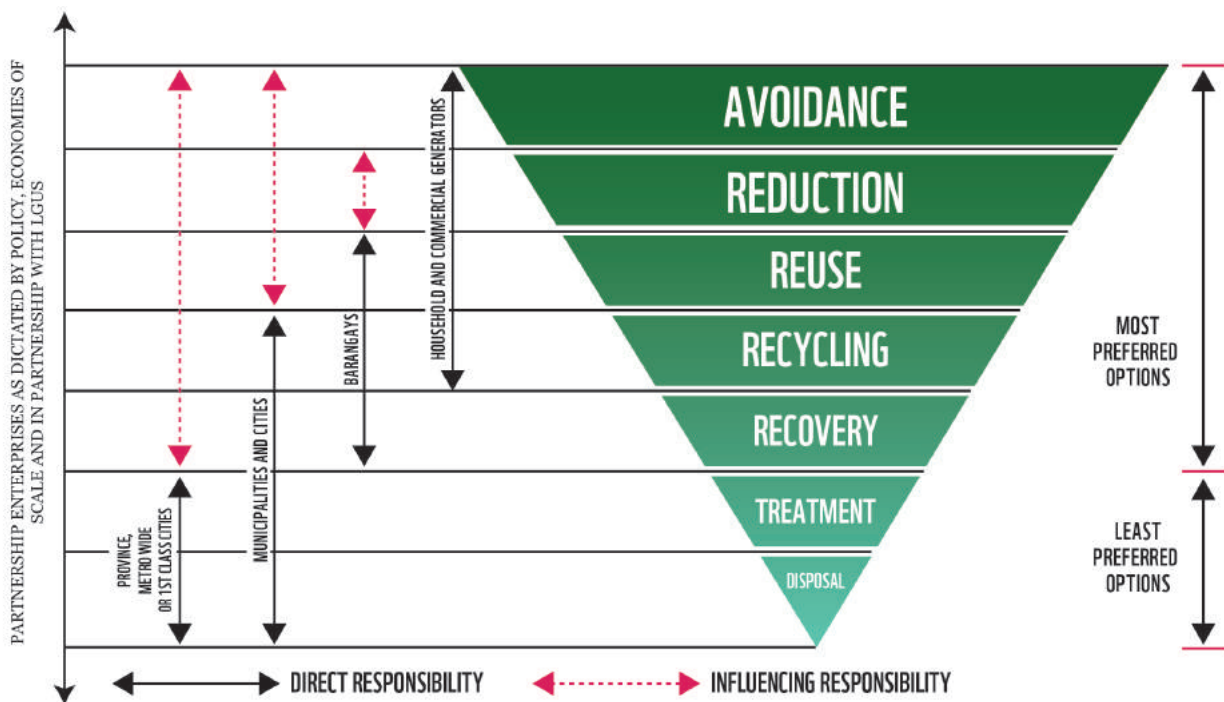 PARTNERSHIP ENTERPRISES AS DICTATED BY POLICY, ECONOMIES OF
SCALE AND IN PARTNERSHIP WITH LGUS
PROVINCE,
METRO WIDE
OR 1ST CLASS CITIES
MUNICIPALITIES AND CITIES
BARANGAYS
HOUSEHOLD AND COMMERCIAL GENERATORS
AVOIDANCE
REDUCTION
REUSE
RECYCLING
RECOVERY
TREATMENT
DISPOSAL
MOST
PREFERRED
OPTIONS
LEAST
PREFERRED
OPTIONS
DIRECT RESPONSIBILITY
INFLUENCING RESPONSIBILITY